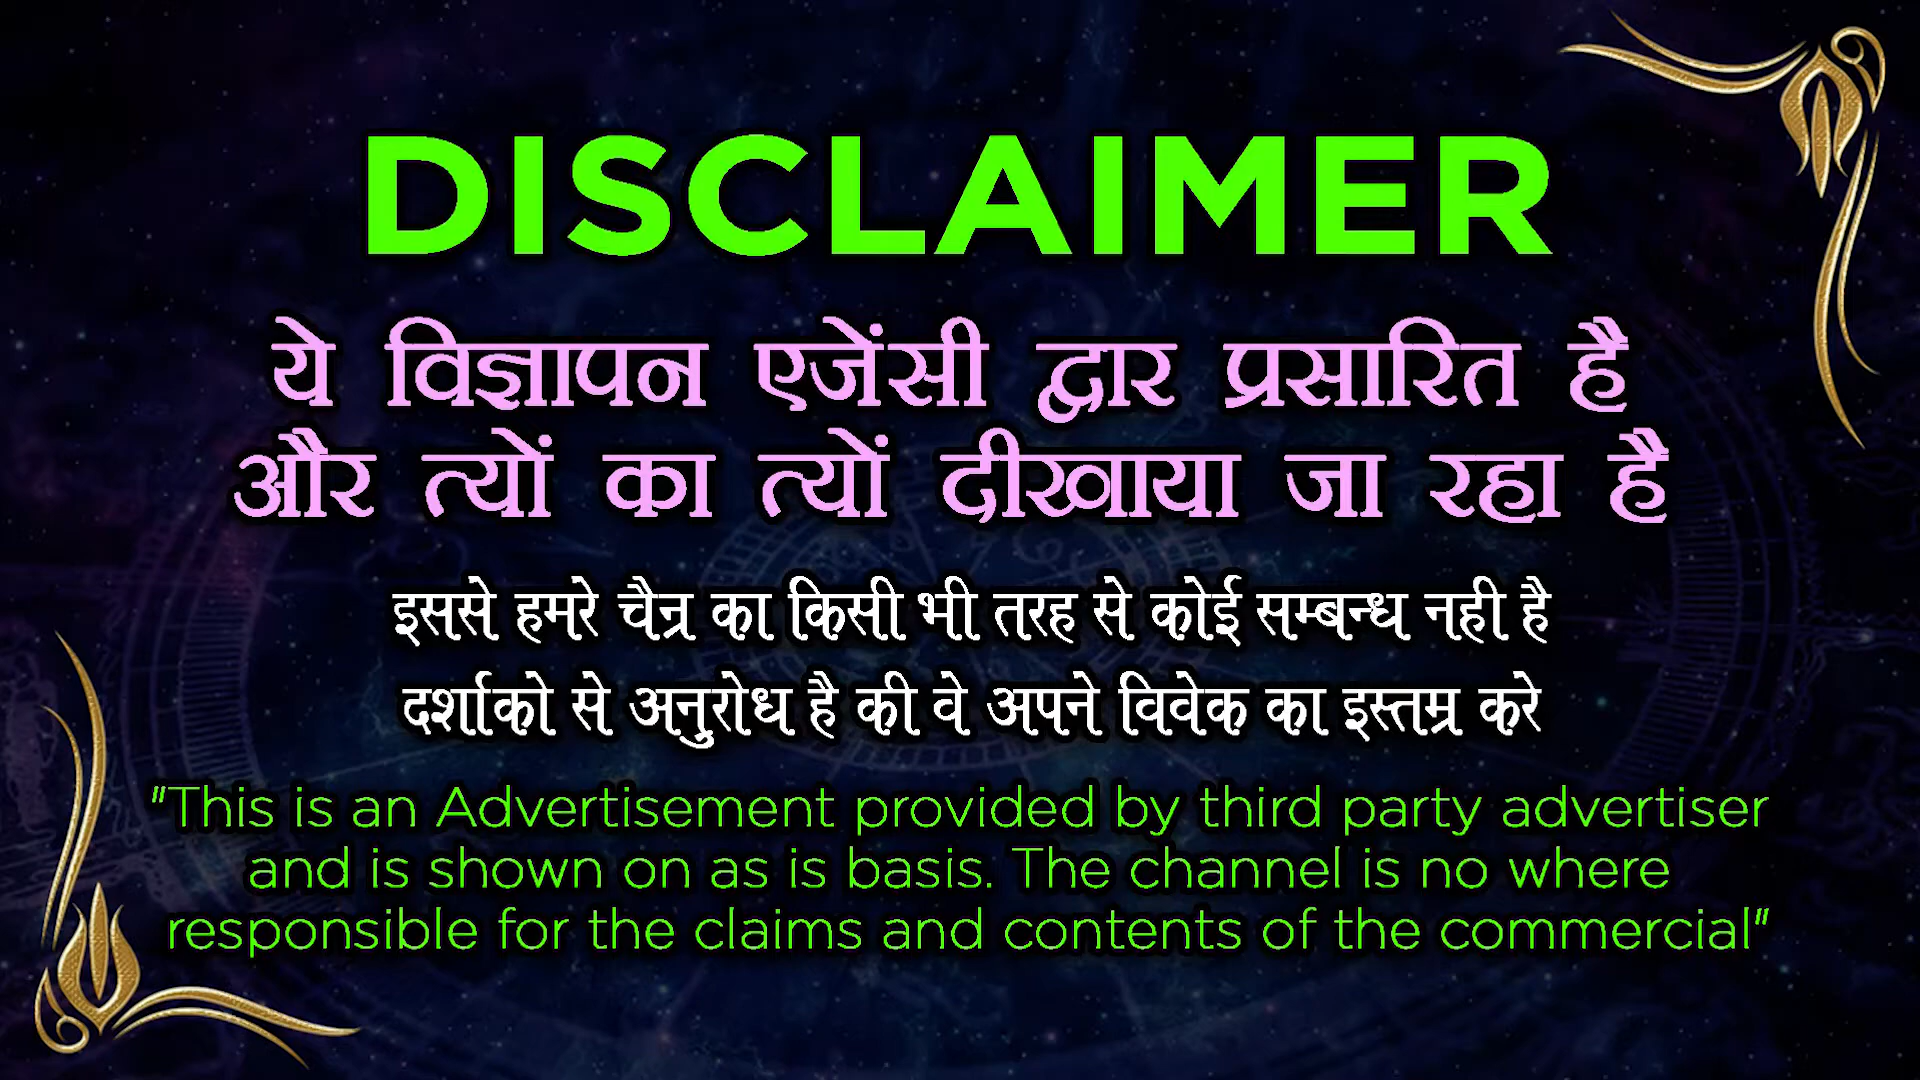 DISCLAIMER
ये विज्ञापन एजेंसी द्वार प्रसारित है
और त्यों का त्यों दीखाया जा रहा है
इससे हमरे चैन्र का किसी भी तरह से कोई सम्बन्ध नही है
दर्शाको से अनुरोध है की वे अपने विवेक का इस्तम्र करे
"This is an Advertisement provided by third party advertiser
and is shown on as is basis. The channel is no where
responsible for the claims and contents of the commercial"